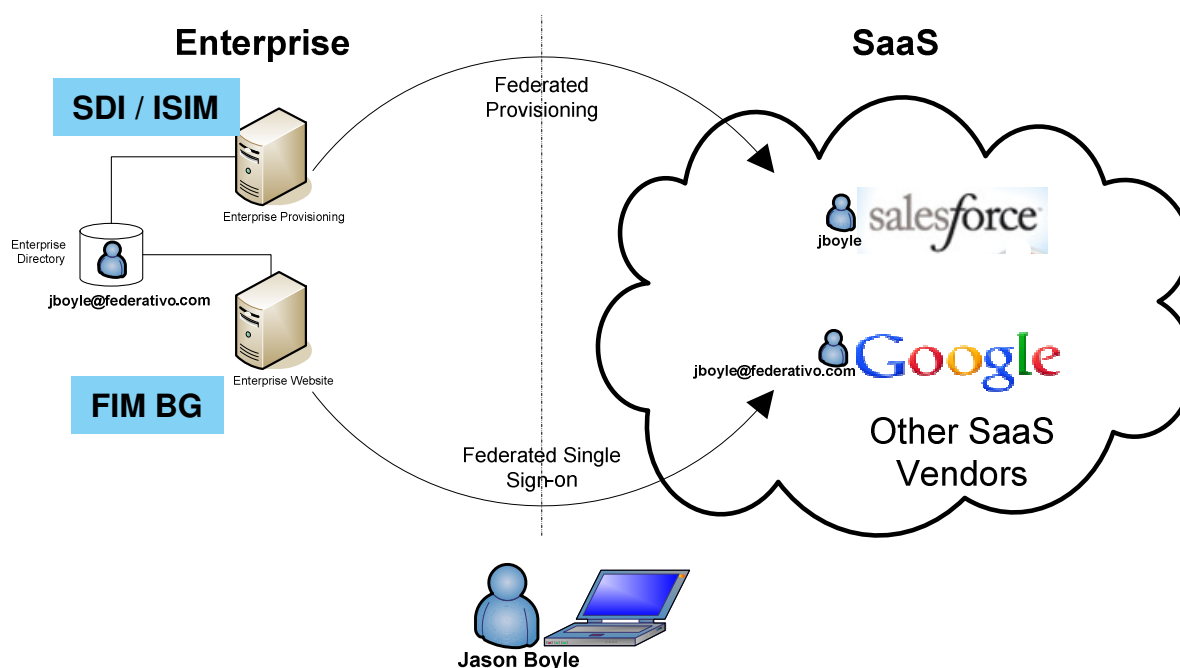 Enterprise
SaaS
SDI / ISIM
Federated
Provisioning
Enterprise Provisioning
salesforce
jboyle
Enterprise
Directory
jboyle@federativo.com
Enterprise Website
Google
jboyle@federativo.com
FIM BG
Other SaaS
Vendors
Federated Single
Sign-on
Jason Boyle